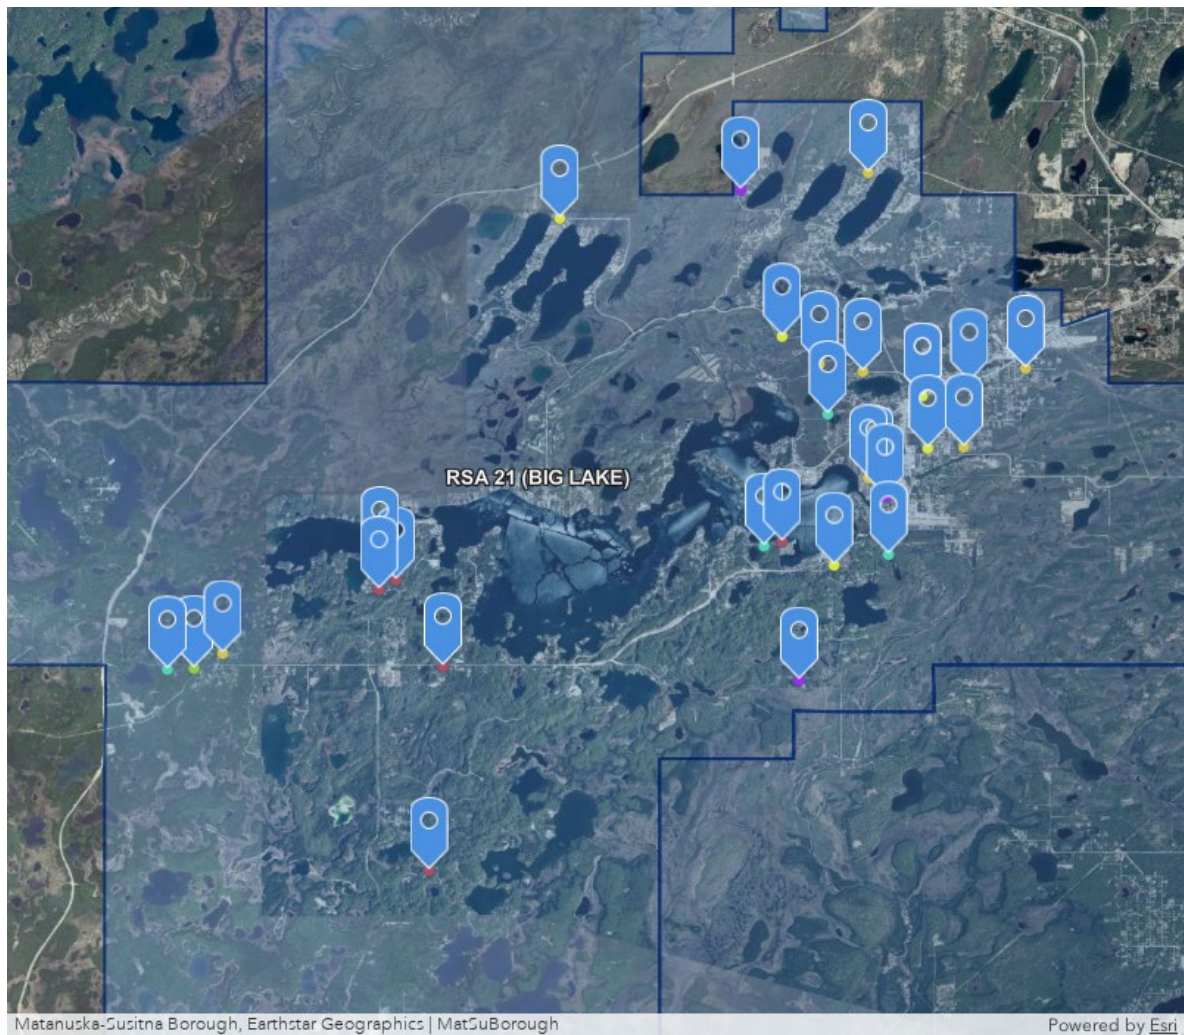 RSA 21 (BIG LAKE)
Matanuska-Susitna Borough, Earthstar Geographics | MatSuBorough
Powered by Esri